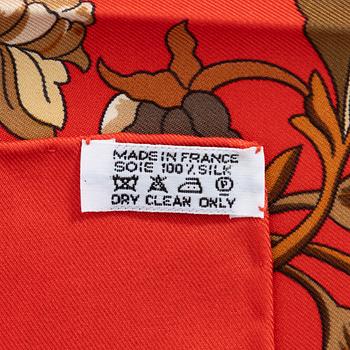 MADE IN FRANCE
SOIE 100% SILK
P
DRY CLEAN ONLY